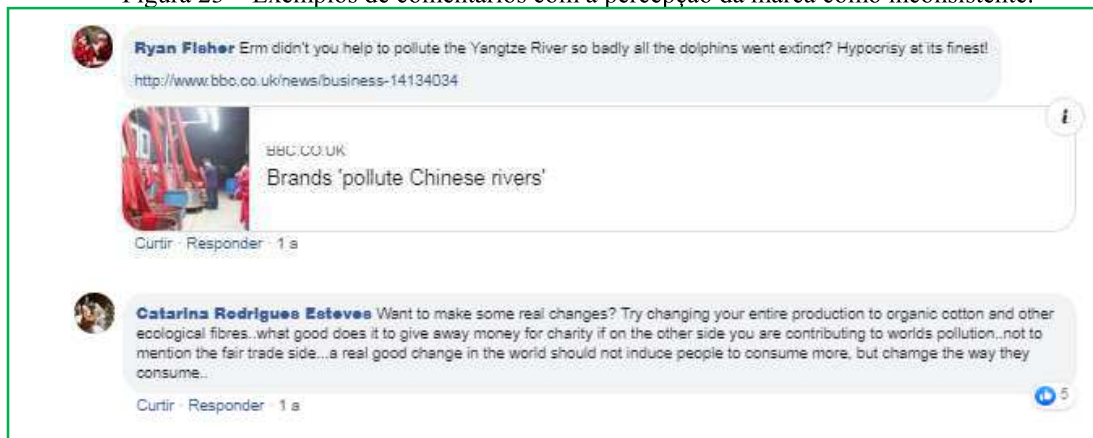 Figura 25 – Exemplos de comentários com a percepção da marca como inconsistente.
Ryan Fisher Erm didn't you help to pollute the Yangtze River so badly all the dolphins went extinct? Hypocrisy at its finest!
http://www.bbc.co.uk/news/business-14134034
i
BBC.CO.UK
Brands 'pollute Chinese rivers'
Curtir · Responder · 1 a
Catarina Rodrigues Esteves Want to make some real changes? Try changing your entire production to organic cotton and other
ecological fibres..what good does it to give away money for charity if on the other side you are contributing to worlds pollution..not to
mention the fair trade side...a real good change in the world should not induce people to consume more, but chamge the way they
consume..
5
Curtir · Responder · 1 a